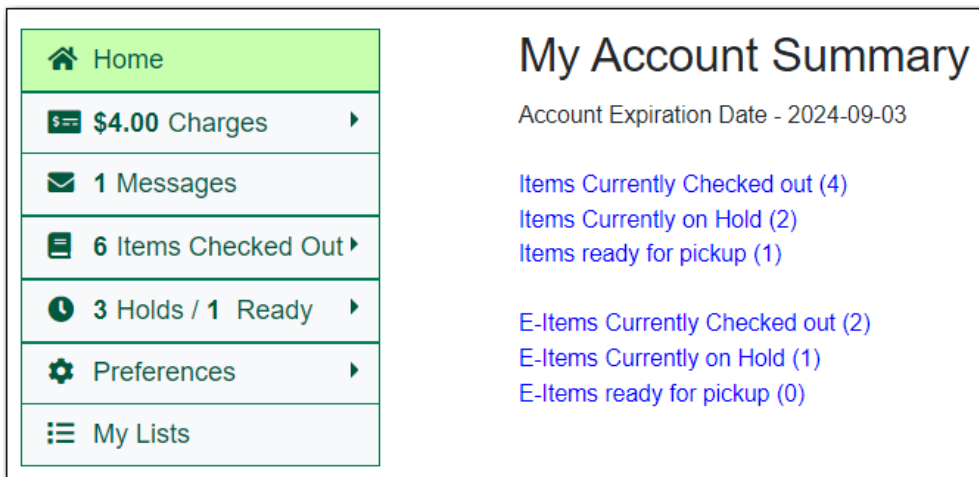 Home
$4.00 Charges
1 Messages
6 Items Checked Out
3 Holds / 1 Ready
Preferences
My Lists
My Account Summary
Account Expiration Date - 2024-09-03
Items Currently Checked out (4)
Items Currently on Hold (2)
Items ready for pickup (1)
E-Items Currently Checked out (2)
E-Items Currently on Hold (1)
E-Items ready for pickup (0)